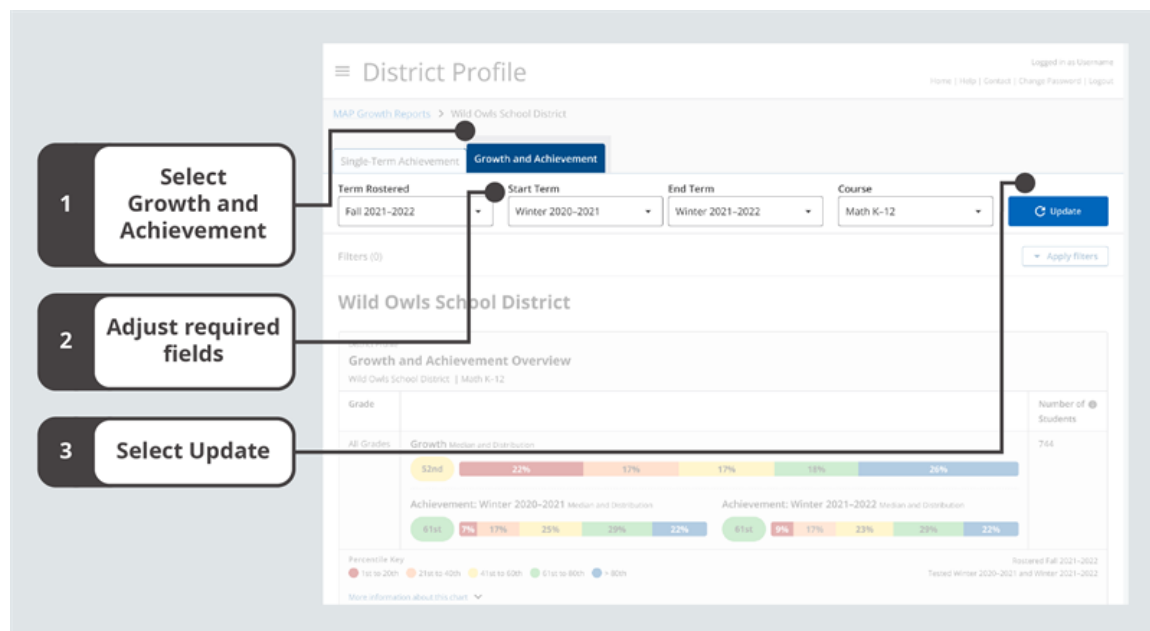 District Profile
Logged in as Username
Home | Help | Contact | Change Password | Logout
MAP Growth Reports > Wild Owls School District
Single-Term Achievement
Growth and Achievement
1
Select
Growth and
Achievement
Term Rostered
Start Term
End Term
Course
Fall 2021–2022
Winter 2020–2021
Winter 2021–2022
Math K–12
Update
Filters (0)
Apply filters
Wild Owls School District
2
Adjust required
fields
District Profile
Growth and Achievement Overview
Wild Owls School District | Math K–12
Grade
Number of
Students
3
Select Update
All Grades
Growth Median and Distribution
744
52nd
22%
17%
17%
18%
26%
Achievement: Winter 2020–2021 Median and Distribution
Achievement: Winter 2021–2022 Median and Distribution
61st
7%
17%
25%
29%
22%
61st
9%
17%
23%
29%
22%
Percentile Key
1st to 20th
21st to 40th
41st to 60th
61st to 80th
> 80th
Rostered Fall 2021–2022
Tested Winter 2020–2021 and Winter 2021–2022
More information about this chart